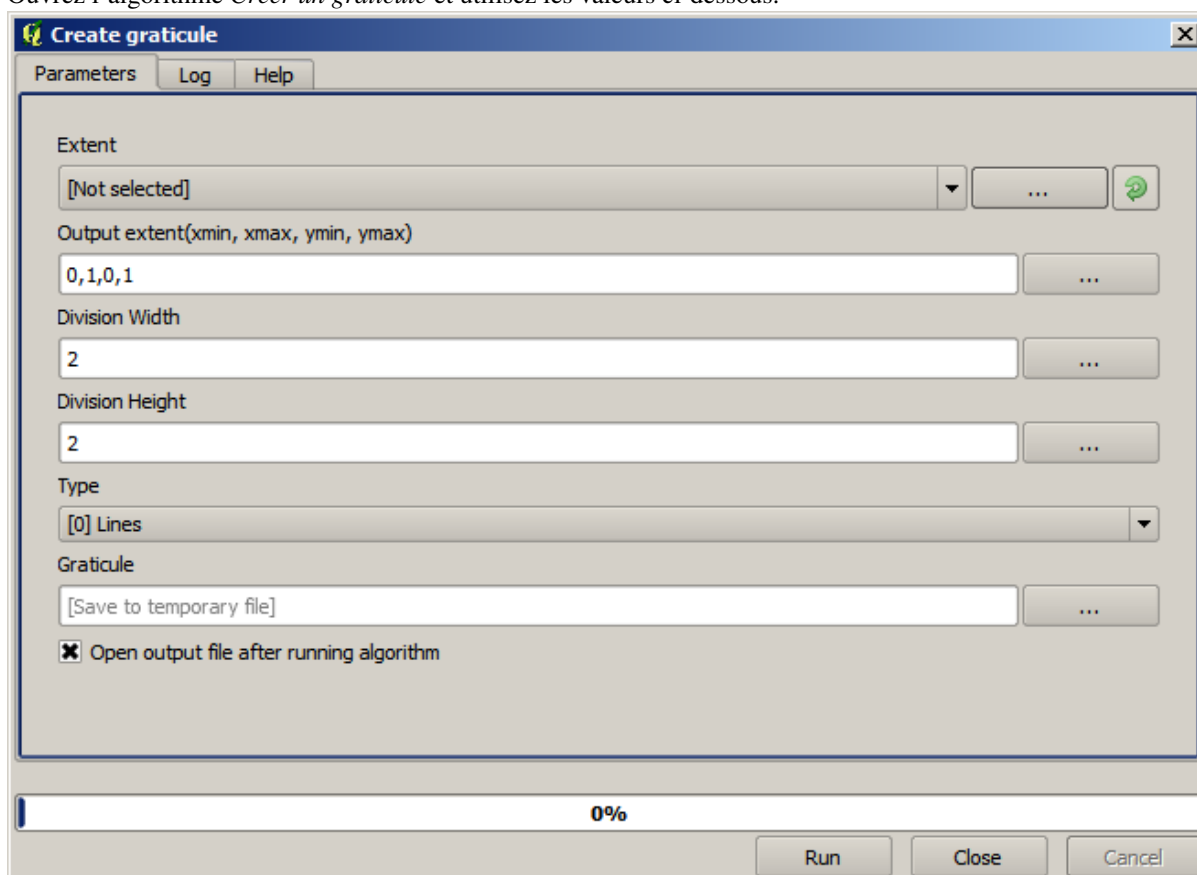 Ouvrez l'algorithme Créer un graticule et utilisez les valeurs ci-dessous.
Create graticule
Parameters Log Help
Extent
[Not selected] ...
Output extent(xmin, xmax, ymin, ymax)
0,1,0,1 ...
Division Width
2 ...
Division Height
2 ...
Type
[0] Lines
Graticule
[Save to temporary file] ...
Open output file after running algorithm
0%
Run Close Cancel